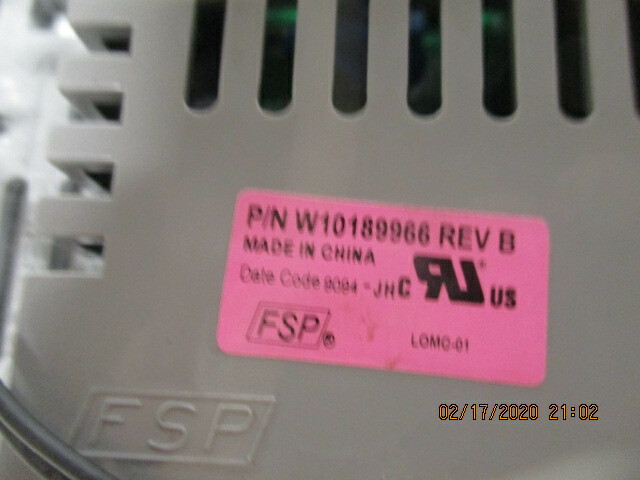 P/N W10189966 REV B
MADE IN CHINA
Date Code 9094 - JH
C RU® US
FSP®
LOMC-01
FSP
02/17/2020 21:02